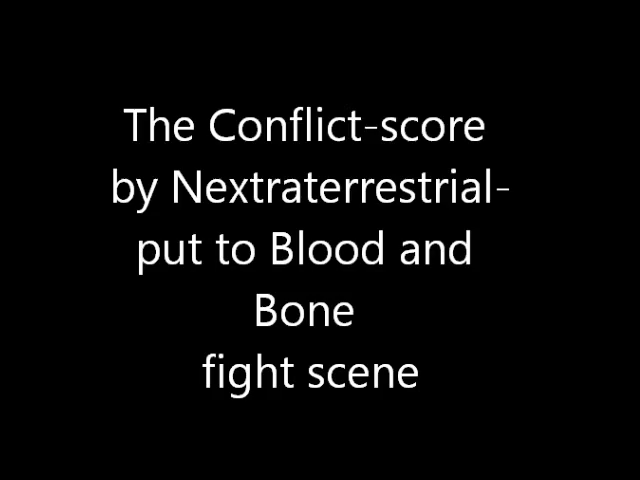 The Conflict-score
by Nextraterrestrial-
put to Blood and
Bone
fight scene